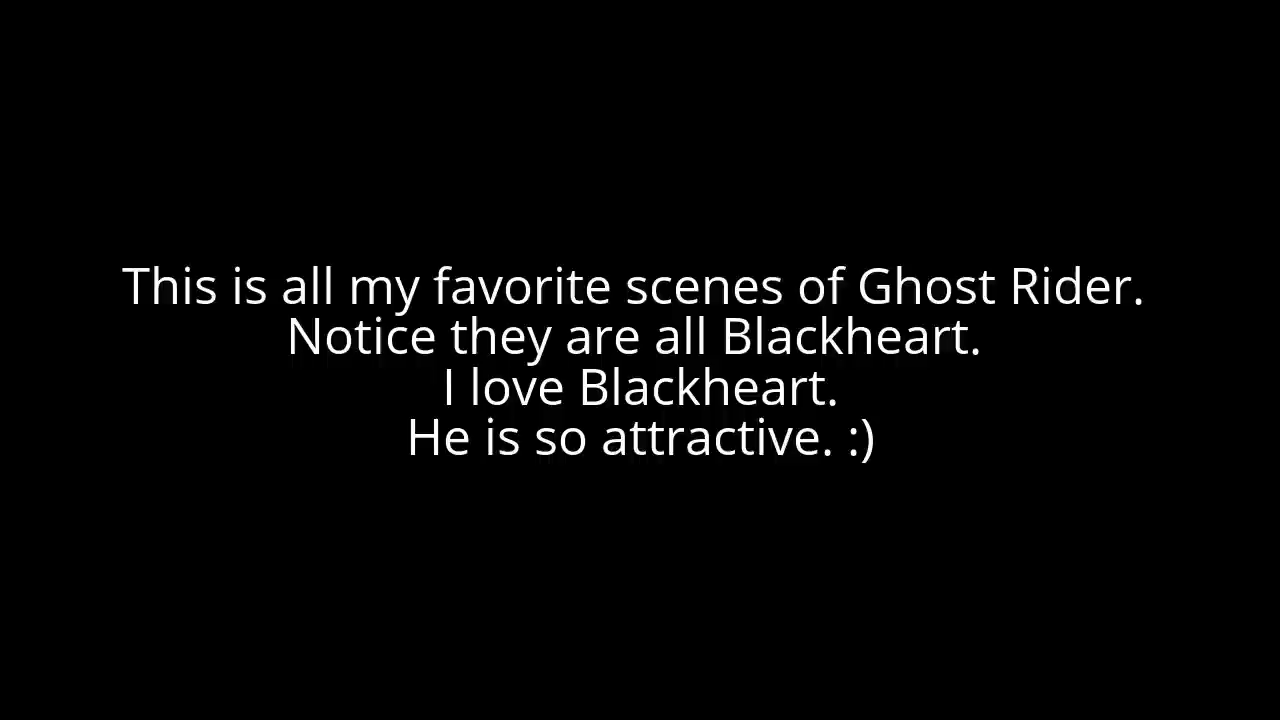 This is all my favorite scenes of Ghost Rider.
Notice they are all Blackheart.
I love Blackheart.
He is so attractive. :)